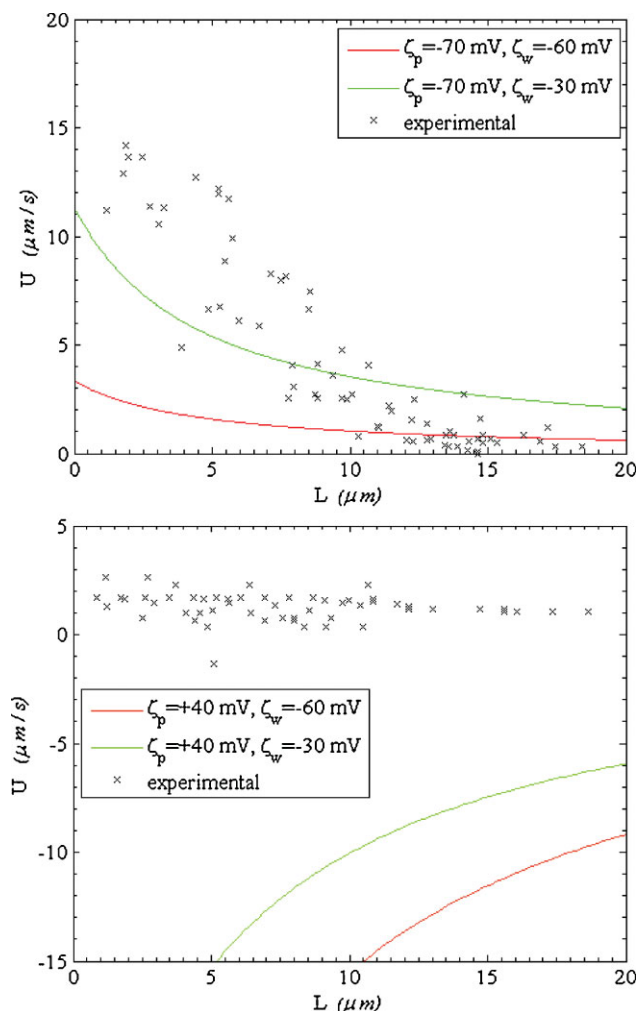 20
15
10
5
0
U (μm/s)
ζp=-70 mV, ζw=-60 mV
ζp=-70 mV, ζw=-30 mV
experimental
0 5 10 15 20
L (μm)
5
0
-5
-10
-15
U (μm/s)
ζp=+40 mV, ζw=-60 mV
ζp=+40 mV, ζw=-30 mV
experimental
0 5 10 15 20
L (μm)